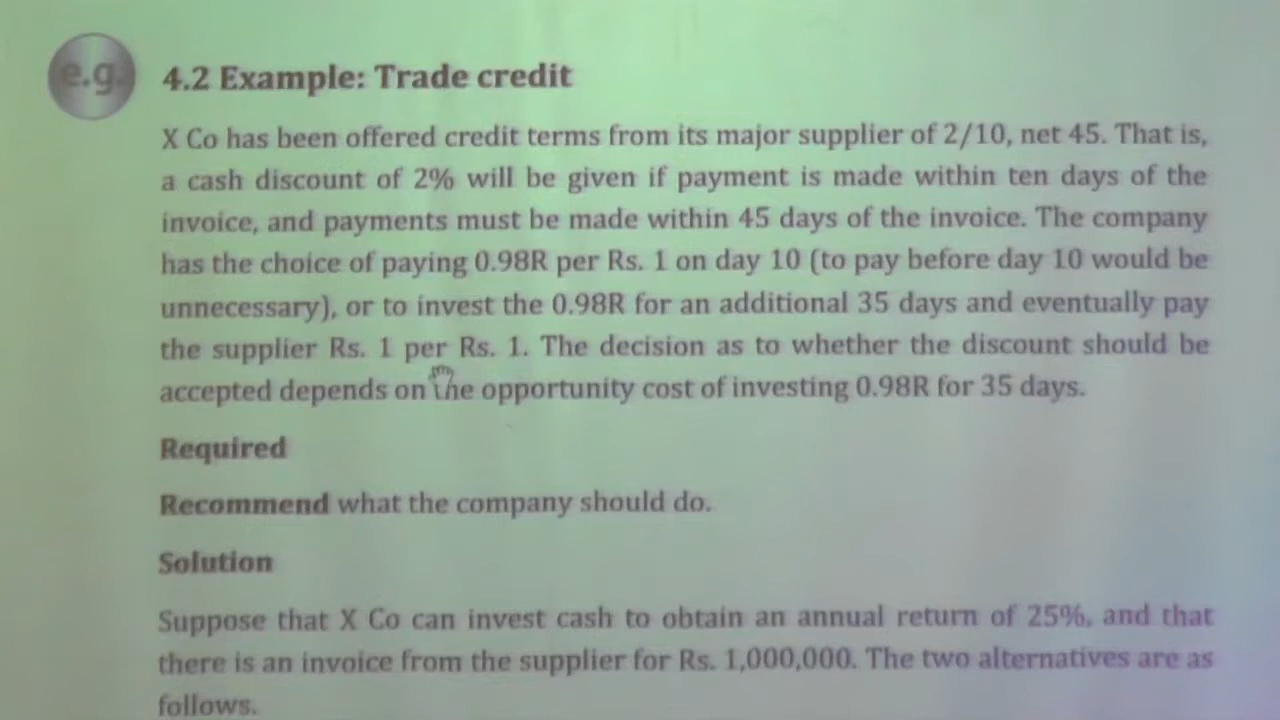 e.g.
4.2 Example: Trade credit
X Co has been offered credit terms from its major supplier of 2/10, net 45. That is,
a cash discount of 2% will be given if payment is made within ten days of the
invoice, and payments must be made within 45 days of the invoice. The company
has the choice of paying 0.98R per Rs. 1 on day 10 (to pay before day 10 would be
unnecessary), or to invest the 0.98R for an additional 35 days and eventually pay
the supplier Rs. 1 per Rs. 1. The decision as to whether the discount should be
accepted depends on the opportunity cost of investing 0.98R for 35 days.
Required
Recommend what the company should do.
Solution
Suppose that X Co can invest cash to obtain an annual return of 25%, and that
there is an invoice from the supplier for Rs. 1,000,000. The two alternatives are as
follows.